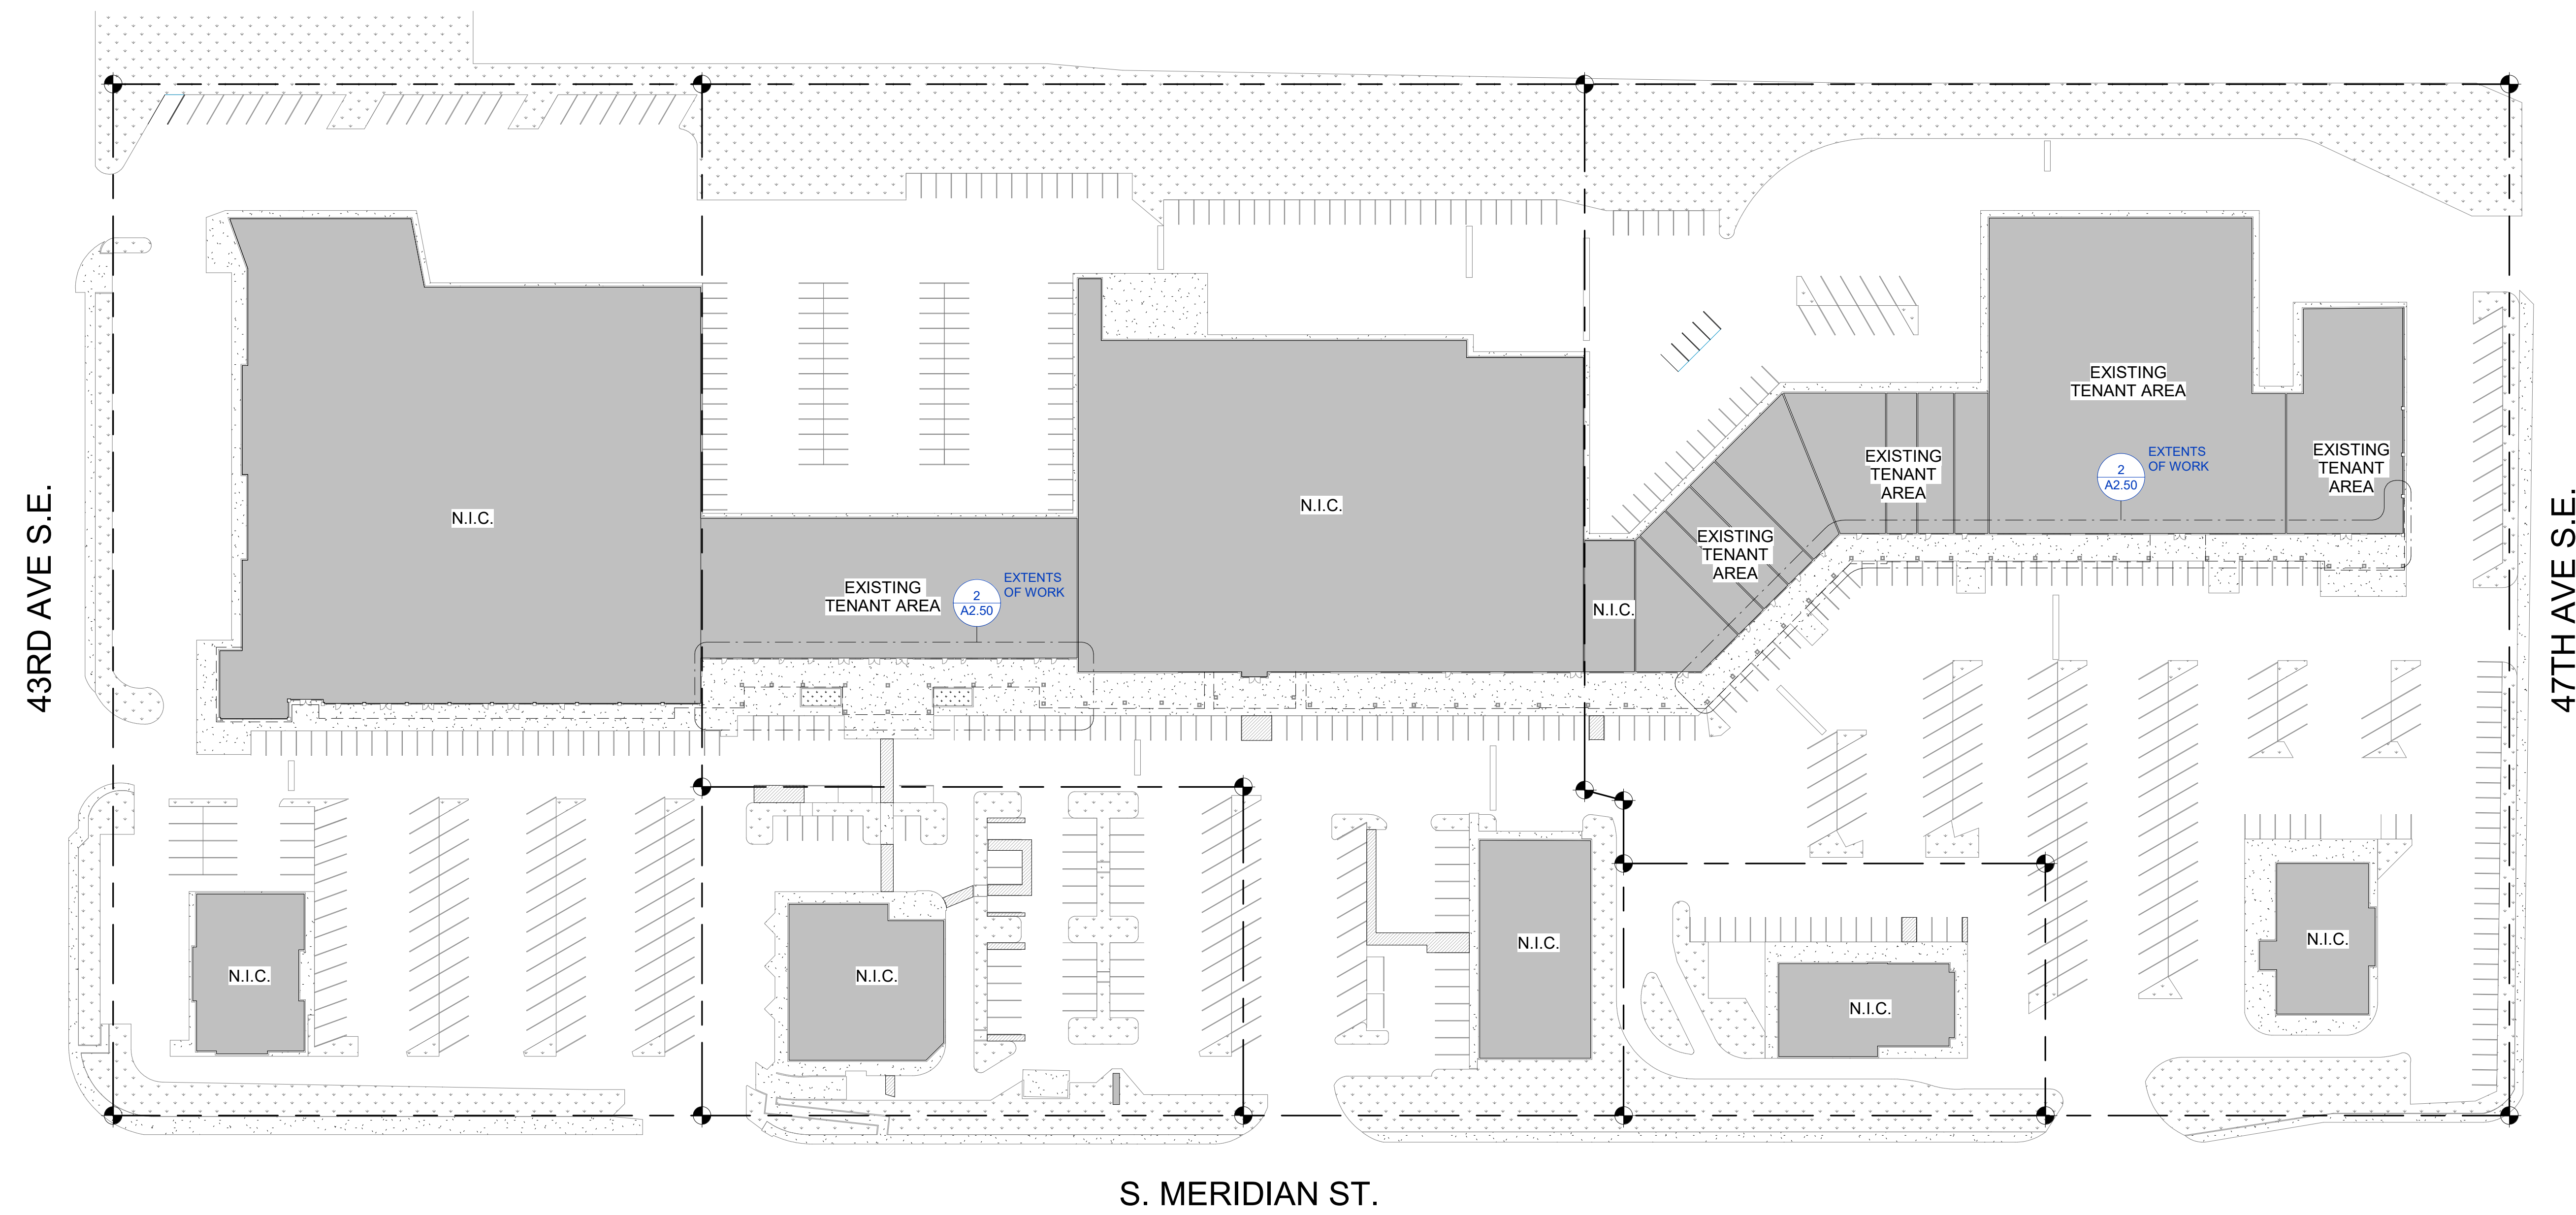 EXISTING
TENANT AREA
EXISTING
TENANT
AREA
EXISTING
TENANT
AREA
2
A2.50
EXTENTS
OF WORK
N.I.C.
N.I.C.
EXISTING
TENANT
AREA
EXISTING
TENANT AREA
2
A2.50
EXTENTS
OF WORK
N.I.C.
43RD AVE S.E.
47TH AVE S.E.
N.I.C.
N.I.C.
N.I.C.
N.I.C.
N.I.C.
S. MERIDIAN ST.